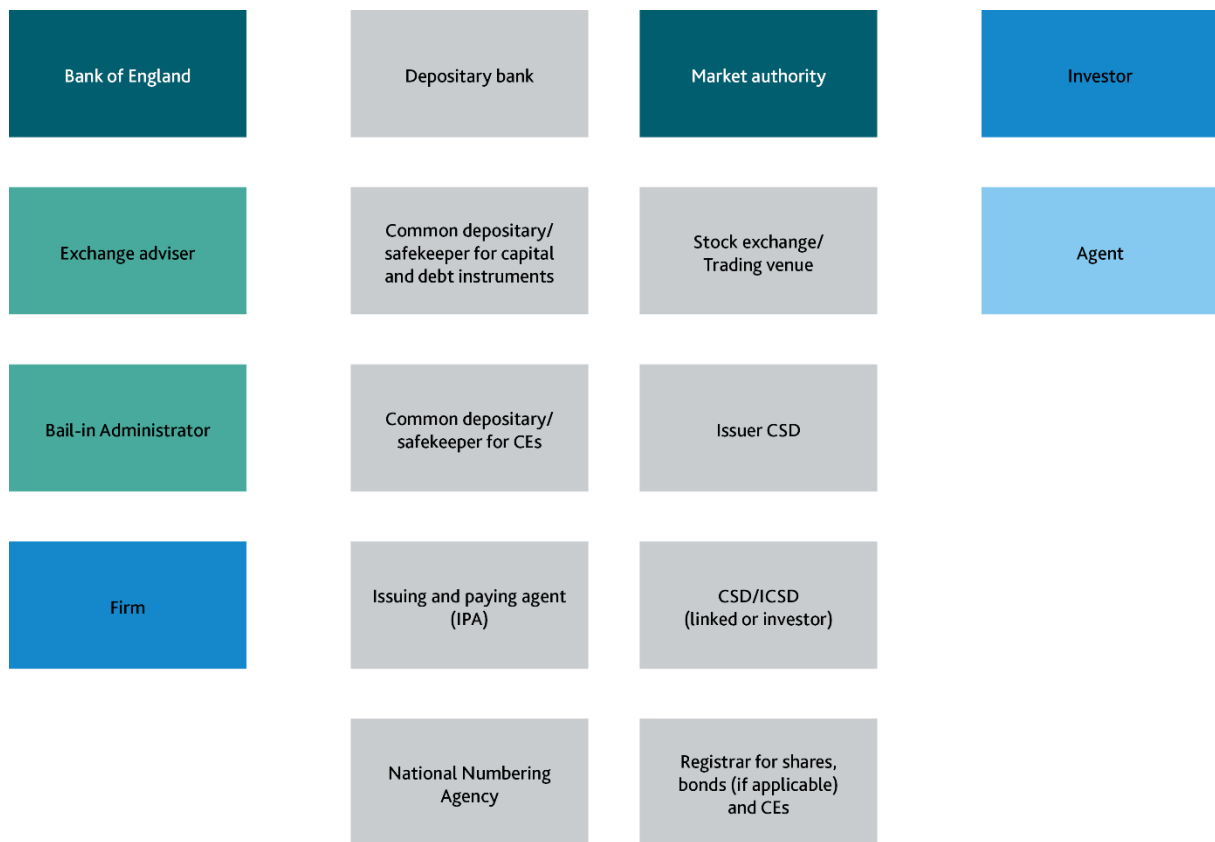 Bank of England
Depositary bank
Market authority
Investor
Exchange adviser
Common depositary/
safekeeper for capital
and debt instruments
Stock exchange/
Trading venue
Agent
Bail-in Administrator
Common depositary/
safekeeper for CEs
Issuer CSD
Firm
Issuing and paying agent
(IPA)
CSD/ICSD
(linked or investor)
National Numbering
Agency
Registrar for shares,
bonds (if applicable)
and CEs